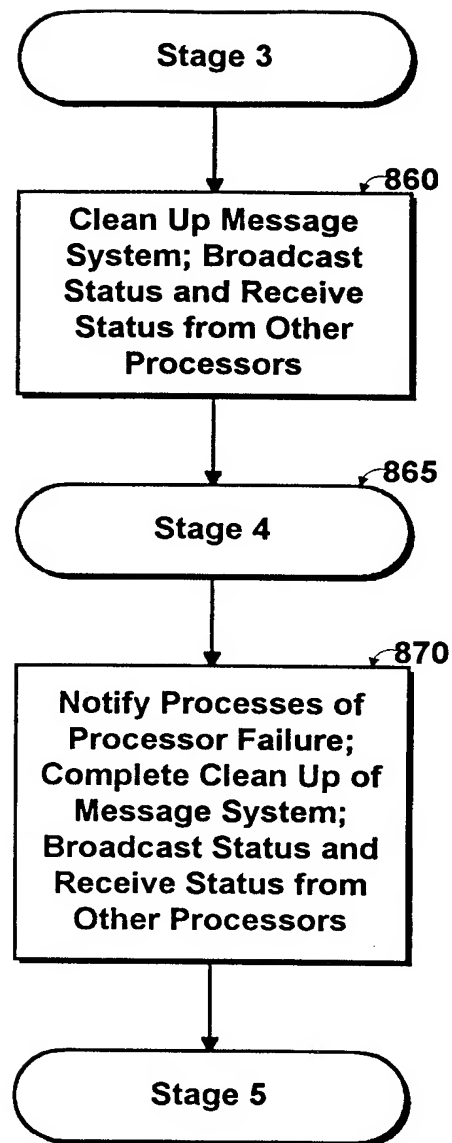 Stage 3
860
Clean Up Message
System; Broadcast
Status and Receive
Status from Other
Processors
865
Stage 4
870
Notify Processes of
Processor Failure;
Complete Clean Up of
Message System;
Broadcast Status and
Receive Status from
Other Processors
Stage 5